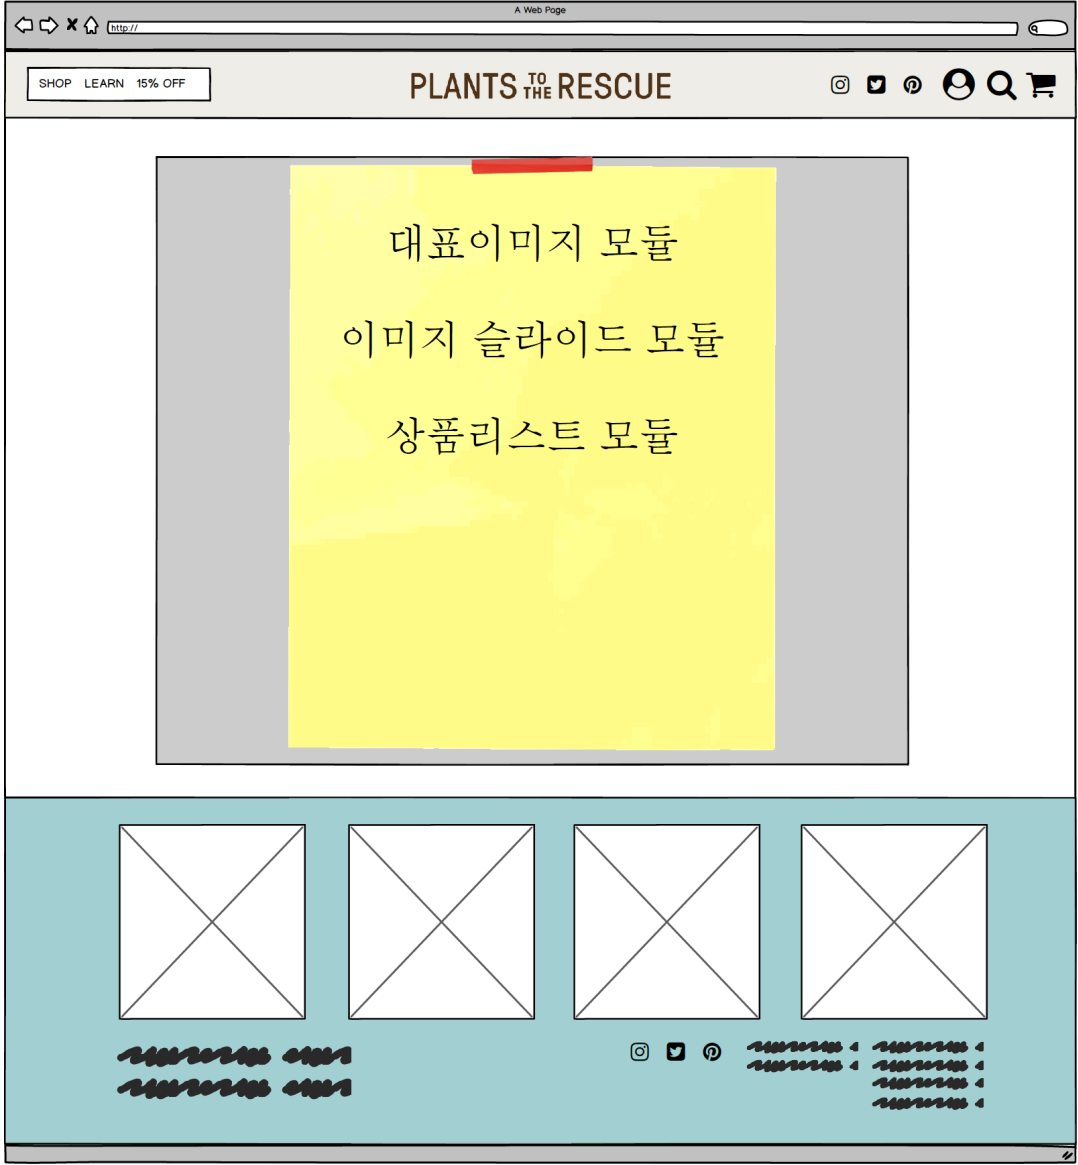 A Web Page
http://
SHOP LEARN 15% OFF
PLANTS TO THE RESCUE
대표이미지 모듈
이미지 슬라이드 모듈
상품리스트 모듈